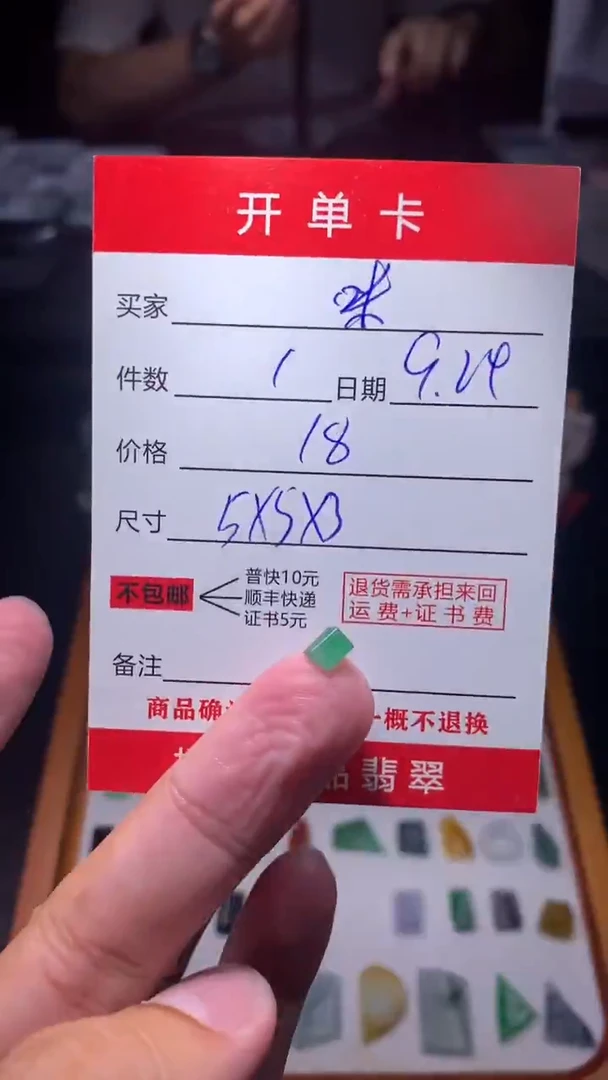 开单卡
买家 咪
件数 1 日期 9.24
价格 18
尺寸 5X5X3
不包邮 普快10元
顺丰快递
证书5元
退货需承担来回
运费+证书费
备注
商品确 一概不退换
品翡翠